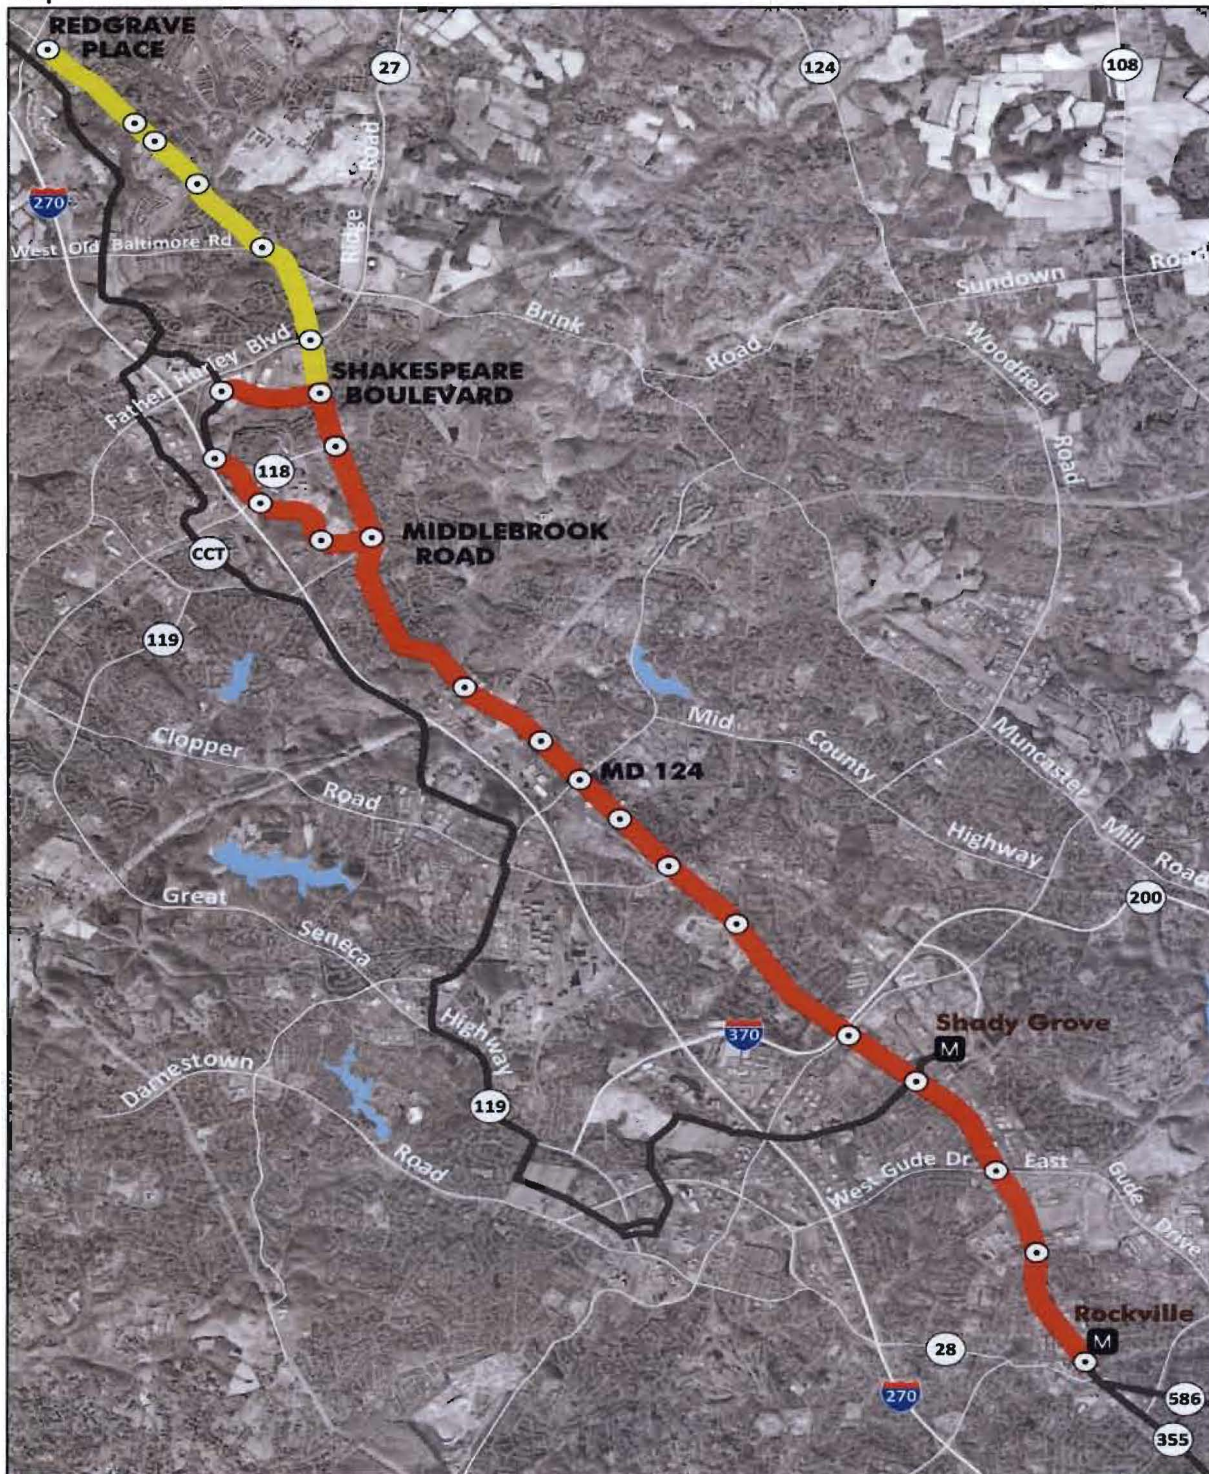 REDGRAVE
PLACE
27
124
108
Ridge Road
270
West Old Baltimore Rd
Sundown Road
Brink Road
Woodfield Road
Father Hurley Blvd
SHAKESPEARE
BOULEVARD
118
MIDDLEBROOK
ROAD
CCT
119
Mid County Highway
Muncaster Mill Road
Clopper Road
MD 124
200
Great Seneca Highway
Shady Grove
M
370
Darnestown Road
119
West Gude Dr
East Gude Drive
Rockville
M
28
270
586
355